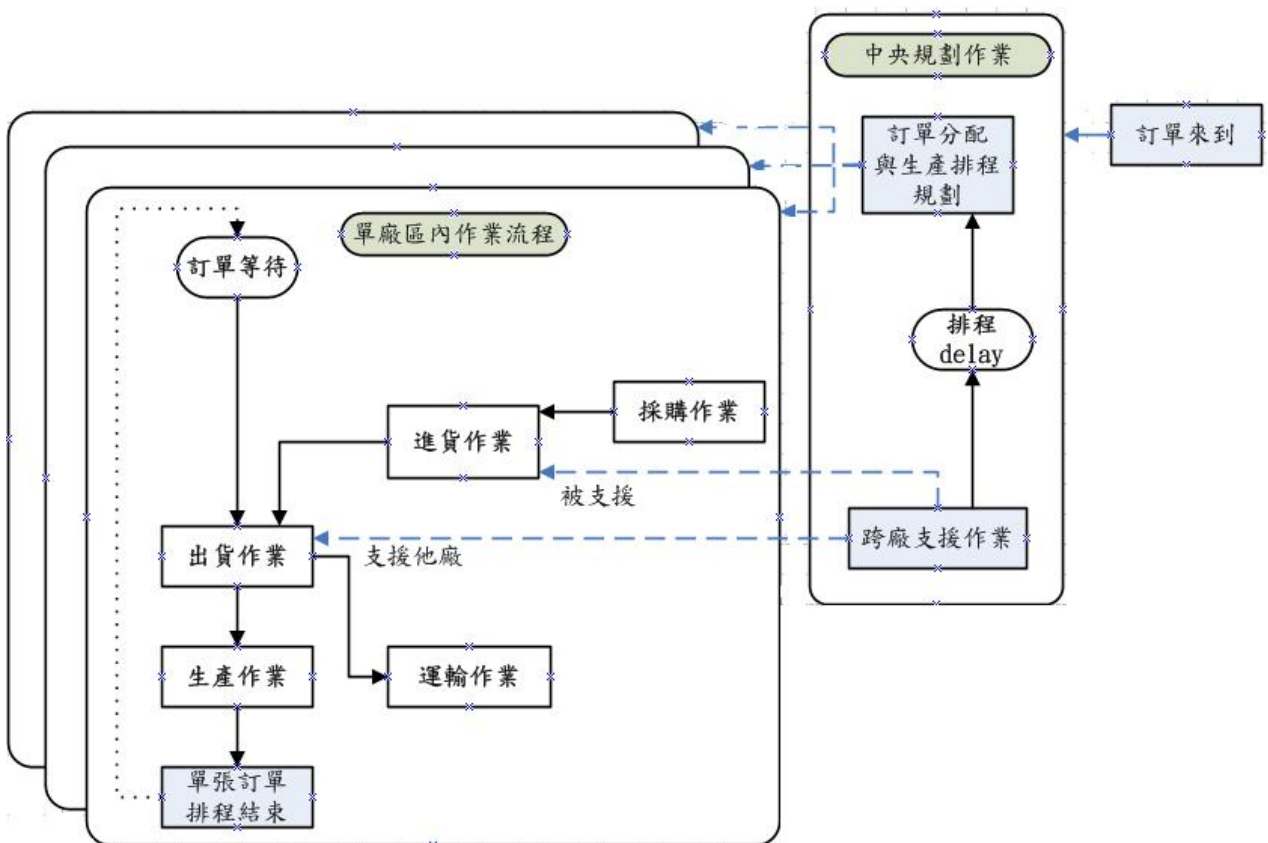 中央規劃作業
訂單分配
與生產排程
規劃
訂單來到
單廠區內作業流程
訂單等待
排程
delay
採購作業
進貨作業
被支援
出貨作業
支援他廠
跨廠支援作業
生產作業
運輸作業
單張訂單
排程結束